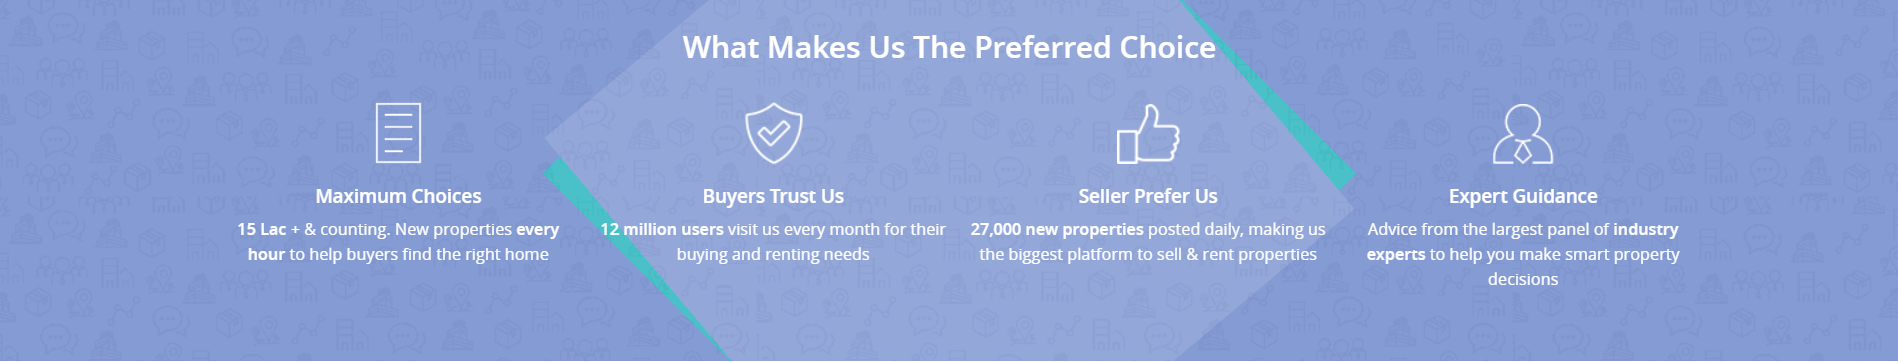 What Makes Us The Preferred Choice
Maximum Choices
15 Lac + & counting. New properties every
hour to help buyers find the right home
Buyers Trust Us
12 million users visit us every month for their
buying and renting needs
Seller Prefer Us
27,000 new properties posted daily, making us
the biggest platform to sell & rent properties
Expert Guidance
Advice from the largest panel of industry
experts to help you make smart property
decisions